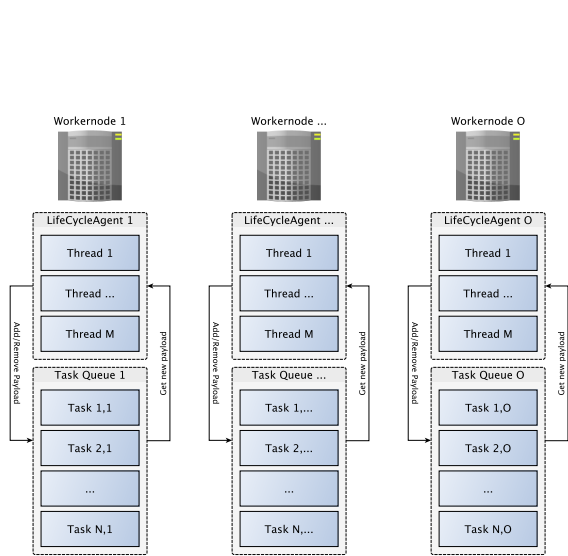 Workernode 1
LifeCycleAgent 1
Thread 1
Thread ...
Thread M
Add/Remove Payload
Get new payload
Task Queue 1
Task 1,1
Task 2,1
...
Task N,1
Workernode ...
LifeCycleAgent ...
Thread 1
Thread ...
Thread M
Add/Remove Payload
Get new payload
Task Queue ...
Task 1,...
Task 2,...
...
Task N,...
Workernode O
LifeCycleAgent O
Thread 1
Thread ...
Thread M
Add/Remove Payload
Get new payload
Task Queue O
Task 1,O
Task 2,O
...
Task N,O